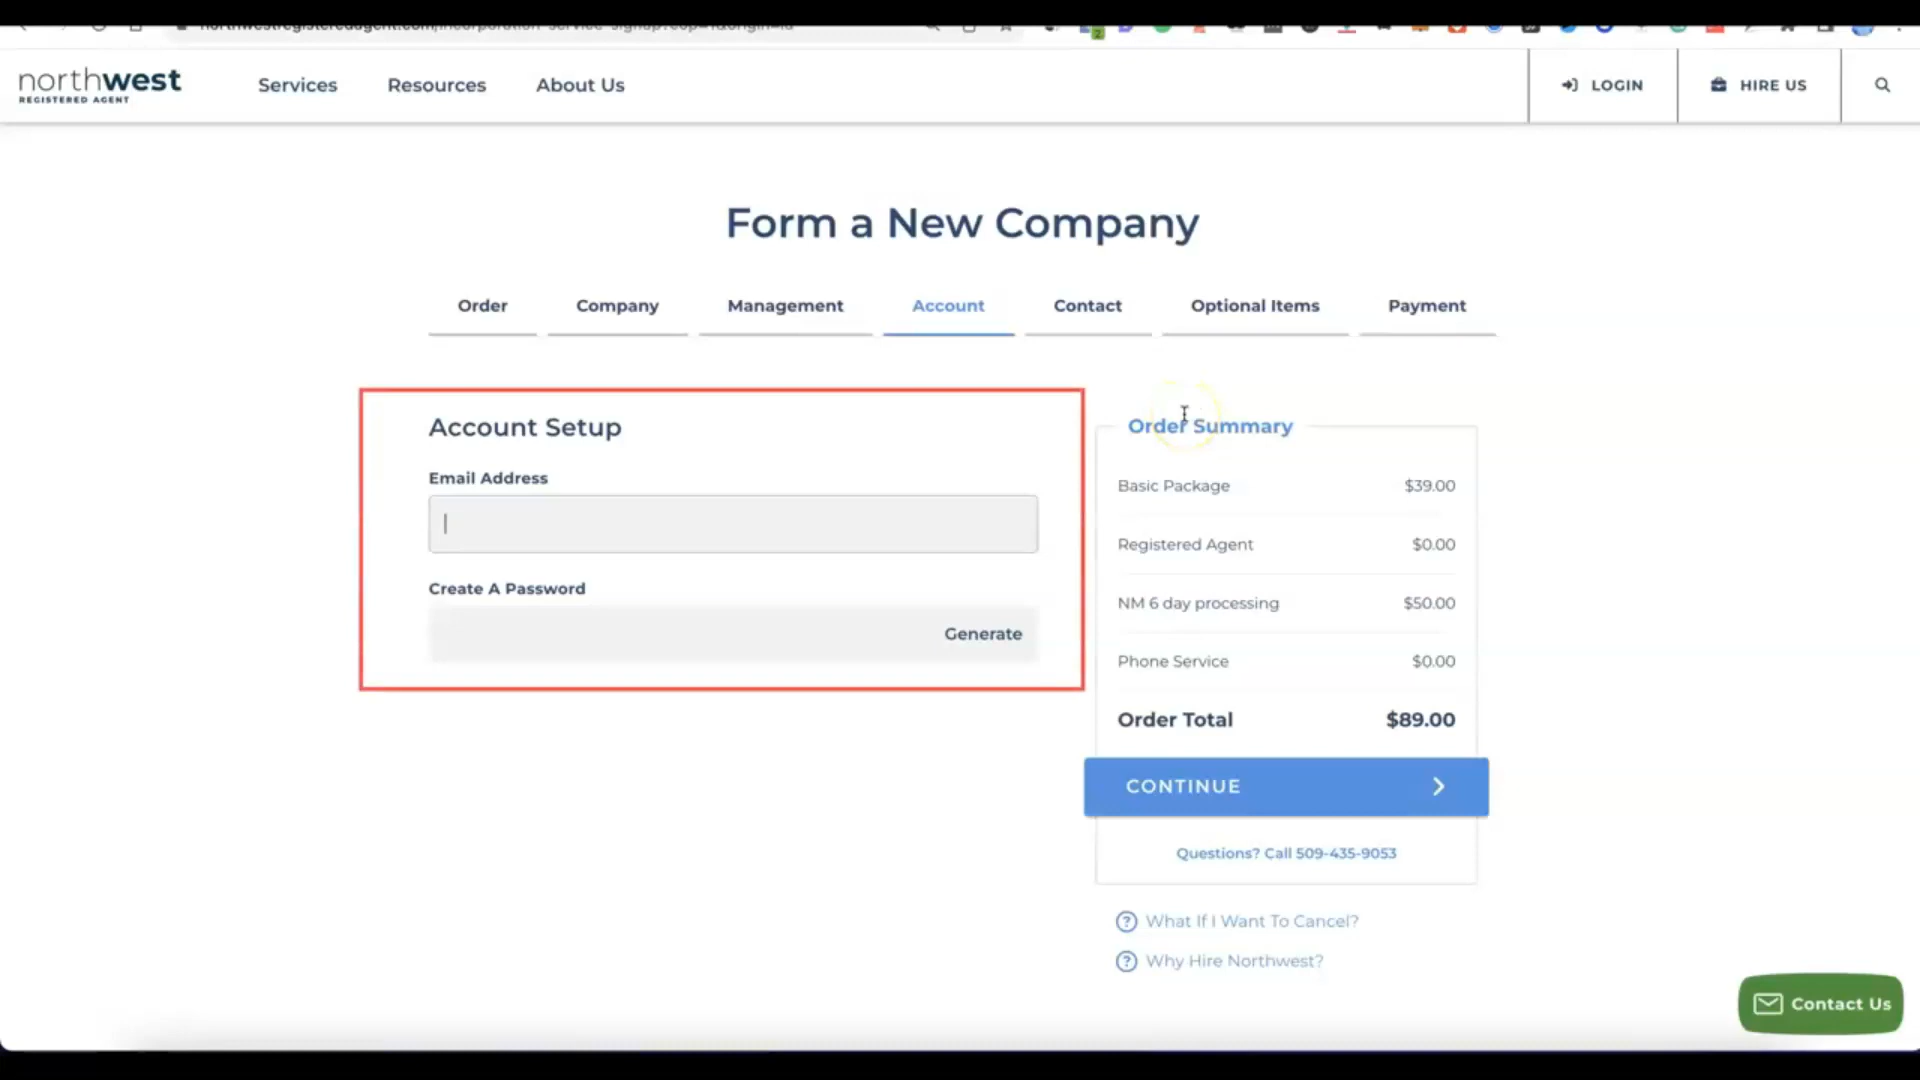 northwest
REGISTERED AGENT
Services
Resources
About Us
LOGIN
HIRE US
Form a New Company
Order
Company
Management
Account
Contact
Optional Items
Payment
Account Setup
Email Address
Create A Password
Generate
Order Summary
Basic Package $39.00
Registered Agent $0.00
NM 6 day processing $50.00
Phone Service $0.00
Order Total $89.00
CONTINUE
Questions? Call 509-435-9053
What If I Want To Cancel?
Why Hire Northwest?
Contact Us